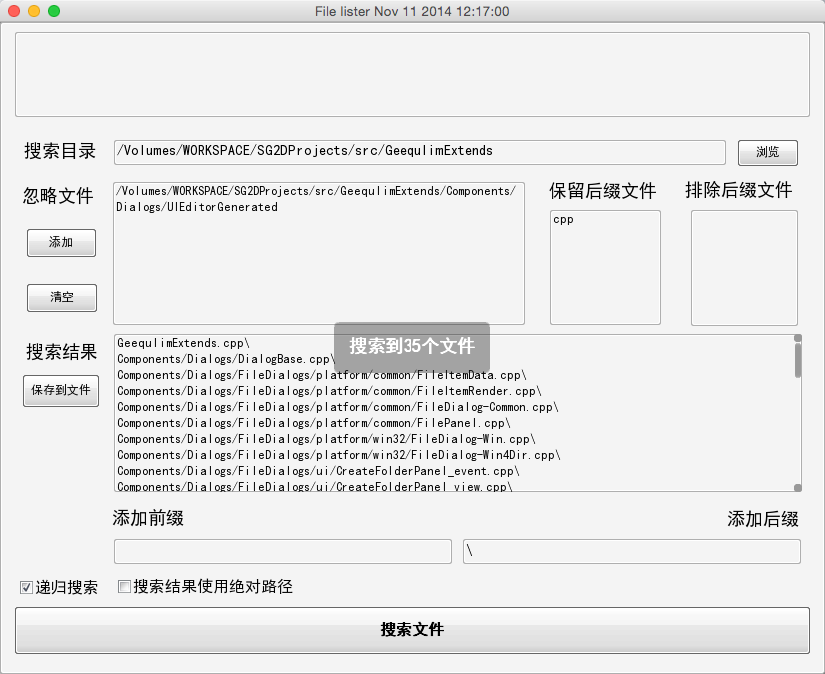 File lister Nov 11 2014 12:17:00
搜索目录
/Volumes/WORKSPACE/SG2DProjects/src/GeequlimExtends
浏览
忽略文件
/Volumes/WORKSPACE/SG2DProjects/src/GeequlimExtends/Components/
Dialogs/UIEditorGenerated
保留后缀文件
排除后缀文件
cpp
添加
清空
搜索结果
保存到文件
搜索到35个文件
GeequlimExtends.cpp\
Components/Dialogs/DialogBase.cpp\
Components/Dialogs/FileDialogs/platform/common/FileItemData.cpp\
Components/Dialogs/FileDialogs/platform/common/FileItemRender.cpp\
Components/Dialogs/FileDialogs/platform/common/FileDialog-Common.cpp\
Components/Dialogs/FileDialogs/platform/common/FilePanel.cpp\
Components/Dialogs/FileDialogs/platform/win32/FileDialog-Win.cpp\
Components/Dialogs/FileDialogs/platform/win32/FileDialog-Win4Dir.cpp\
Components/Dialogs/FileDialogs/ui/CreateFolderPanel_event.cpp\
Components/Dialogs/FileDialogs/ui/CreateFolderPanel_view.cpp\
添加前缀
添加后缀
\
递归搜索
搜索结果使用绝对路径
搜索文件